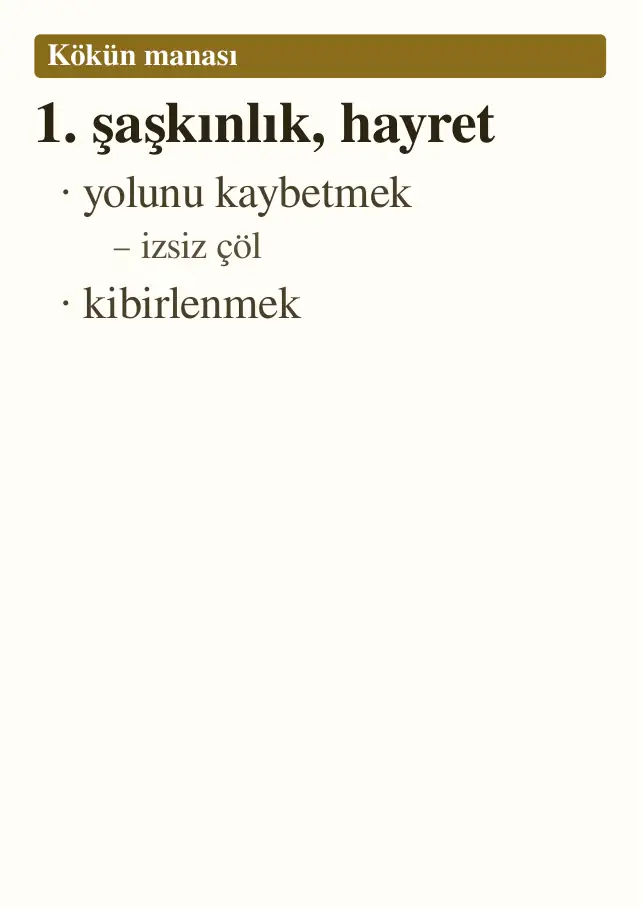 Kökün manası
1. şaşkınlık, hayret
· yolunu kaybetmek
– izsiz çöl
· kibirlenmek